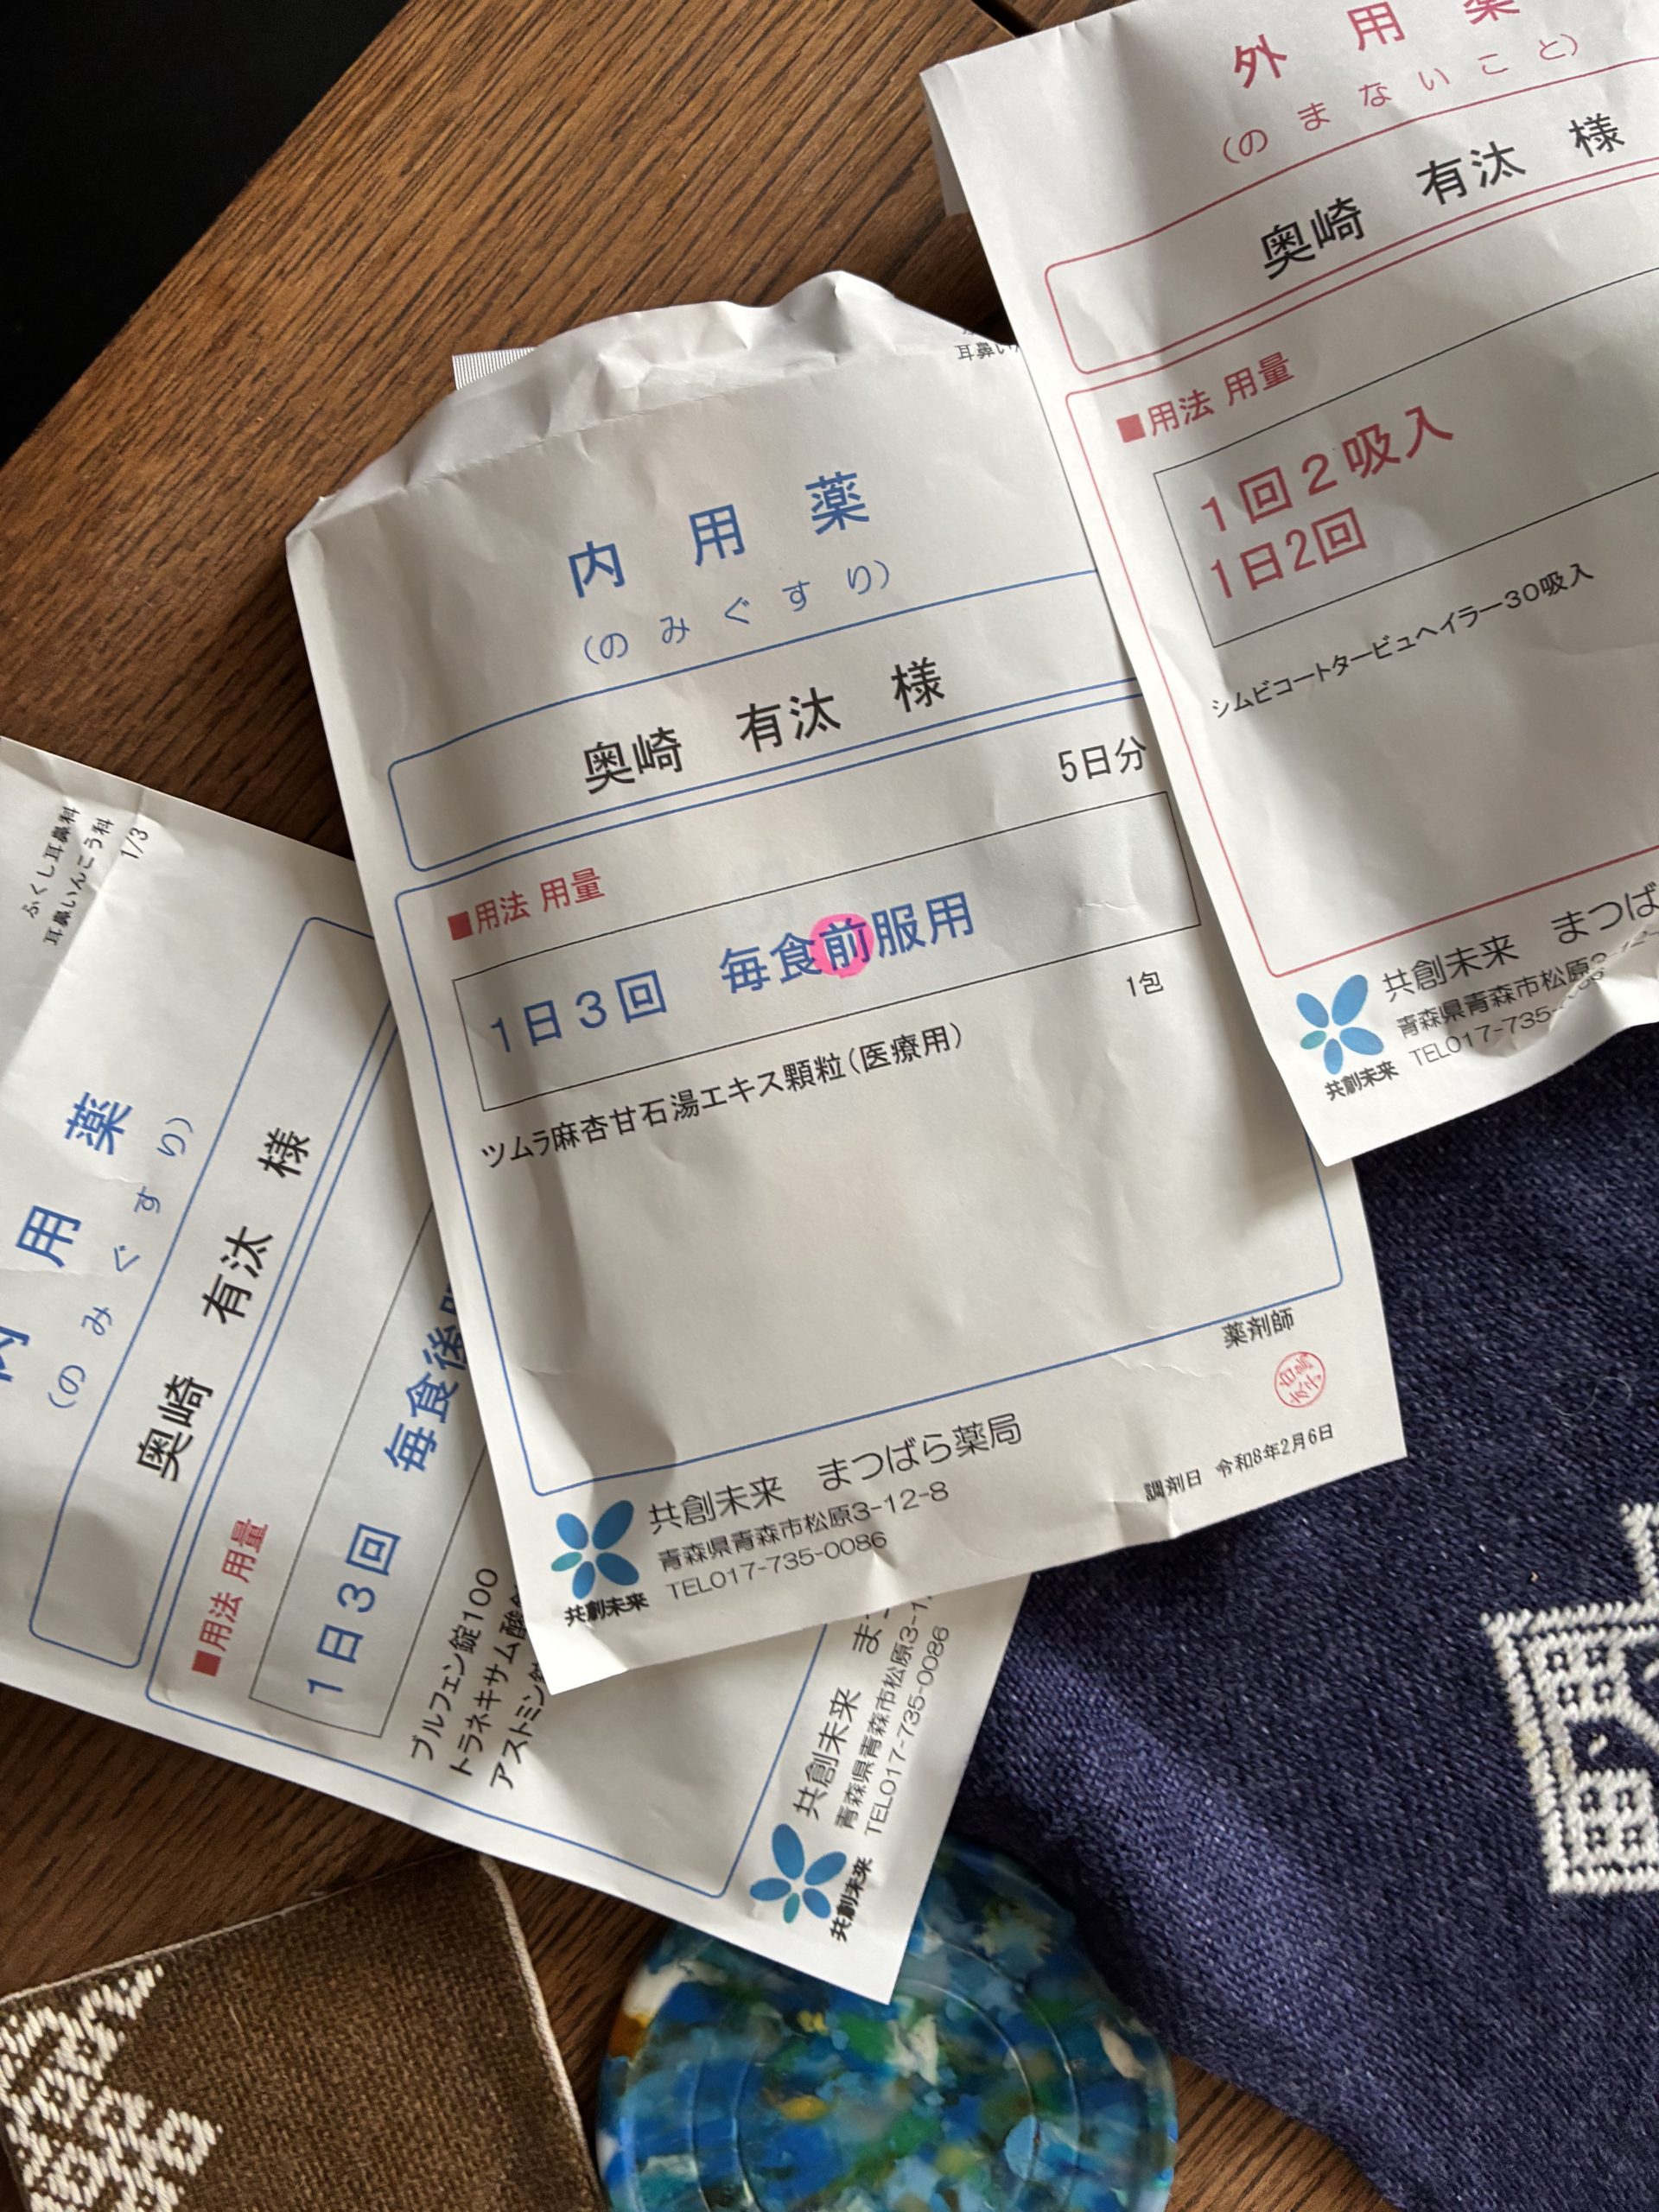 ふくし耳鼻科
耳鼻いんこう科
1/3
内用薬
(のみぐすり)
奥崎 有汰 様
■用法 用量
1日3回 毎食後
ブルフェン錠100
トラネキサム酸
アストミン
共創未来
青森県青森市松原3-1
TEL017-735-0086
共創未来
耳鼻い
内用薬
(のみぐすり)
奥崎 有汰 様
5日分
■用法 用量
1日3回 毎食前服用
ツムラ麻杏甘石湯エキス顆粒(医療用) 1包
薬剤師
共創未来 まつばら薬局
青森県青森市松原3-12-8
TEL017-735-0086
共創未来
調剤日 令和8年2月6日
外用薬
(のまないこと)
奥崎 有汰 様
■用法 用量
1回2吸入
1日2回
シムビコートタービュヘイラー30吸入
共創未来 まつば
青森県青森市松原3-12-
TEL017-735-
共創未来